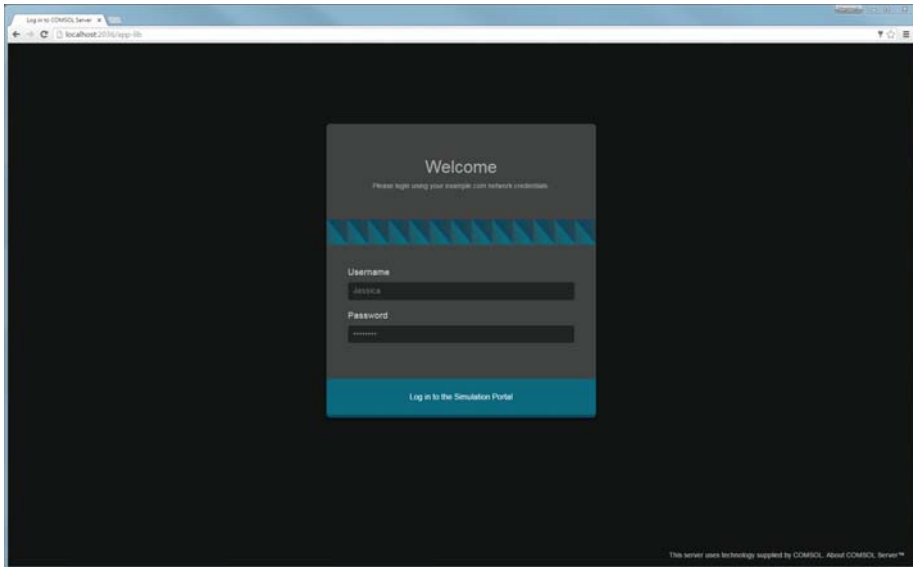 Log in to COMSOL Server
localhost:2036/app-lib
Welcome
Please login using your example.com network credentials.
Username
Jessica
Password
••••••••
Log in to the Simulation Portal
This server uses technology supplied by COMSOL. About COMSOL Server™